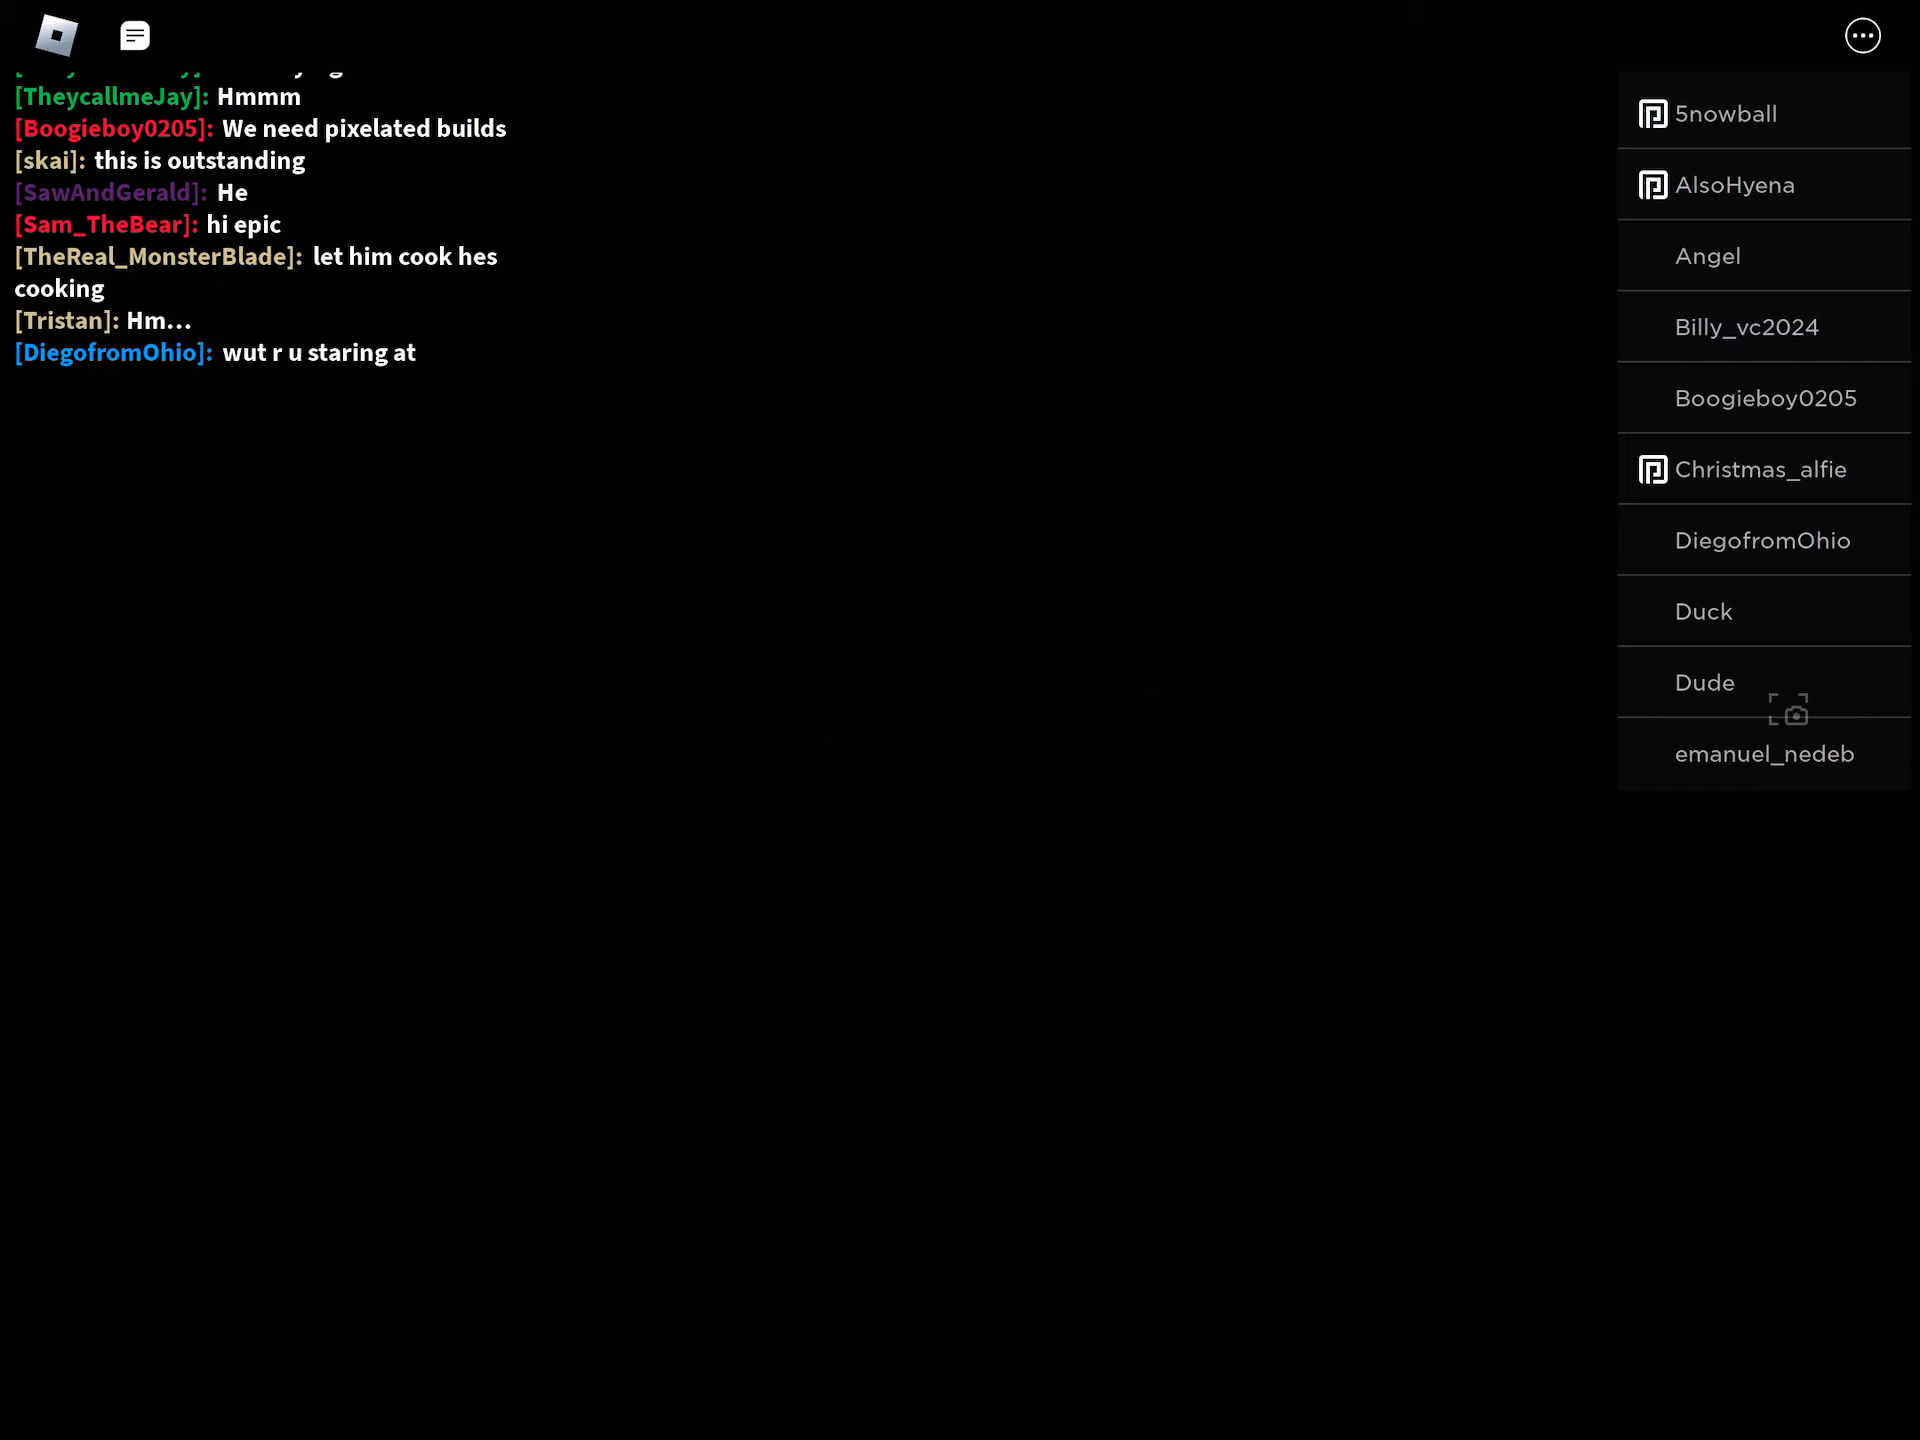 [TheycallmeJay]: Hmmm
[Boogieboy0205]: We need pixelated builds
[skai]: this is outstanding
[SawAndGerald]: He
[Sam_TheBear]: hi epic
[TheReal_MonsterBlade]: let him cook hes
cooking
[Tristan]: Hm...
[DiegofromOhio]: wut r u staring at
5nowball
AlsoHyena
Angel
Billy_vc2024
Boogieboy0205
Christmas_alfie
DiegofromOhio
Duck
Dude
emanuel_nedeb